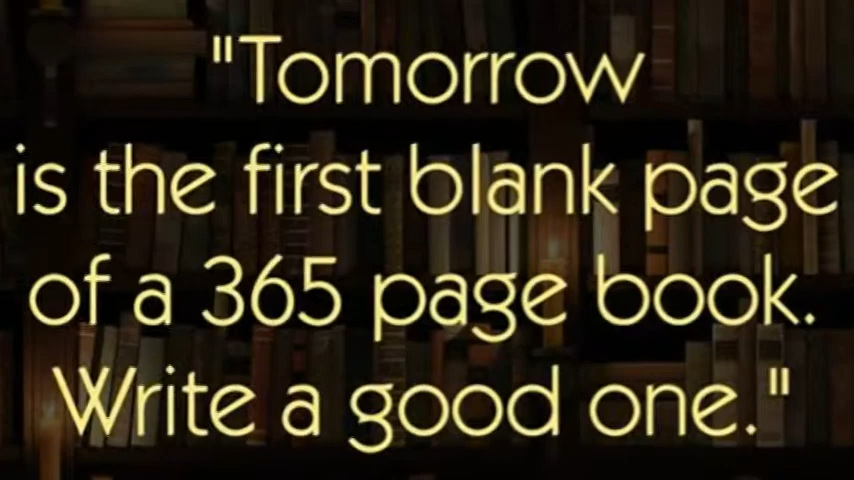 "Tomorrow
is the first blank page
of a 365 page book.
Write a good one."